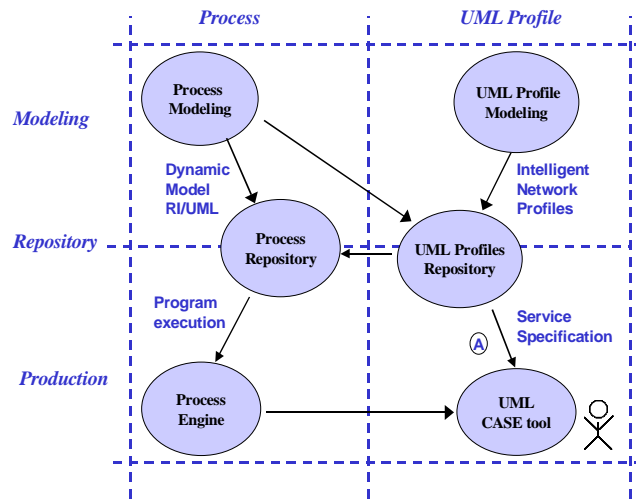 Process
UML Profile
Modeling
Process
Modeling
UML Profile
Modeling
Dynamic
Model
RI/UML
Intelligent
Network
Profiles
Repository
Process
Repository
UML Profiles
Repository
Program
execution
Service
Specification
A
Production
Process
Engine
UML
CASE tool